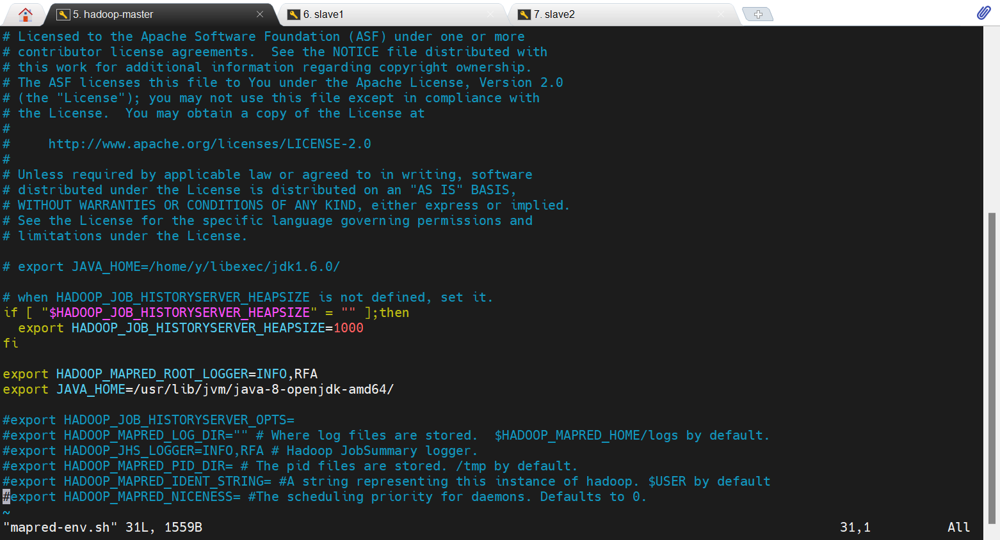 5. hadoop-master
6. slave1
7. slave2
# Licensed to the Apache Software Foundation (ASF) under one or more
# contributor license agreements.  See the NOTICE file distributed with
# this work for additional information regarding copyright ownership.
# The ASF licenses this file to You under the Apache License, Version 2.0
# (the "License"); you may not use this file except in compliance with
# the License.  You may obtain a copy of the License at
#
#     http://www.apache.org/licenses/LICENSE-2.0
#
# Unless required by applicable law or agreed to in writing, software
# distributed under the License is distributed on an "AS IS" BASIS,
# WITHOUT WARRANTIES OR CONDITIONS OF ANY KIND, either express or implied.
# See the License for the specific language governing permissions and
# limitations under the License.
# export JAVA_HOME=/home/y/libexec/jdk1.6.0/
# when HADOOP_JOB_HISTORYSERVER_HEAPSIZE is not defined, set it.
if [ "$HADOOP_JOB_HISTORYSERVER_HEAPSIZE" = "" ];then
  export HADOOP_JOB_HISTORYSERVER_HEAPSIZE=1000
fi
export HADOOP_MAPRED_ROOT_LOGGER=INFO,RFA
export JAVA_HOME=/usr/lib/jvm/java-8-openjdk-amd64/
#export HADOOP_JOB_HISTORYSERVER_OPTS=
#export HADOOP_MAPRED_LOG_DIR="" # Where log files are stored.  $HADOOP_MAPRED_HOME/logs by default.
#export HADOOP_JHS_LOGGER=INFO,RFA # Hadoop JobSummary logger.
#export HADOOP_MAPRED_PID_DIR= # The pid files are stored. /tmp by default.
#export HADOOP_MAPRED_IDENT_STRING= #A string representing this instance of hadoop. $USER by default
#export HADOOP_MAPRED_NICENESS= #The scheduling priority for daemons. Defaults to 0.
~
"mapred-env.sh" 31L, 1559B 31,1 All